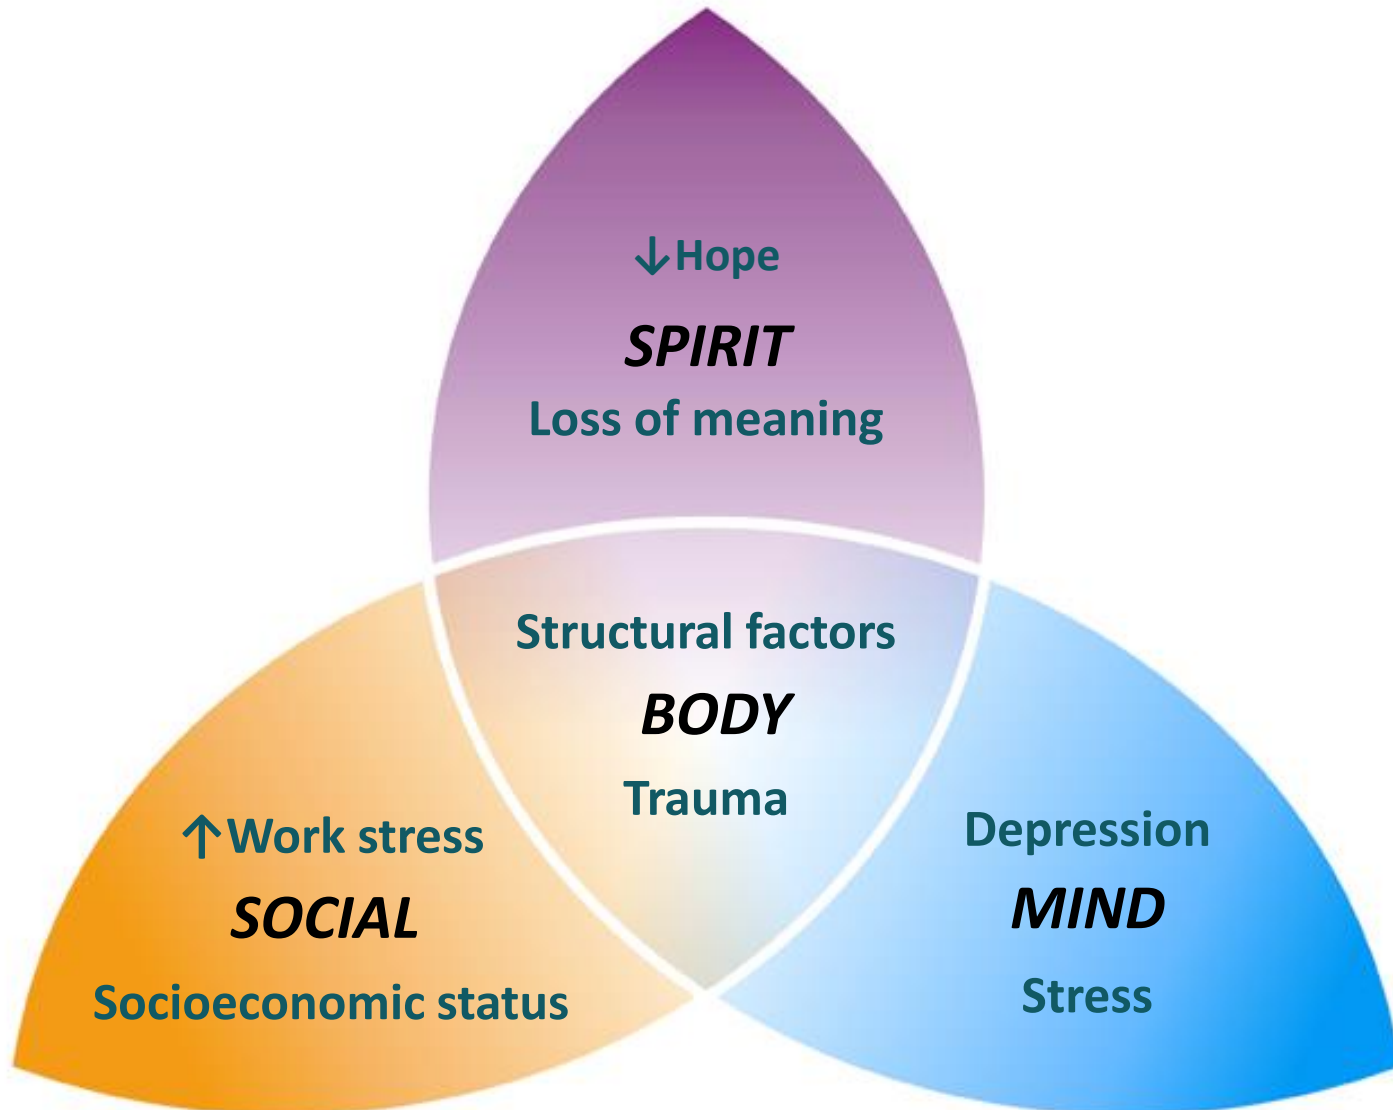 ↓Hope
SPIRIT
Loss of meaning
Structural factors
BODY
Trauma
↑Work stress
SOCIAL
Socioeconomic status
Depression
MIND
Stress